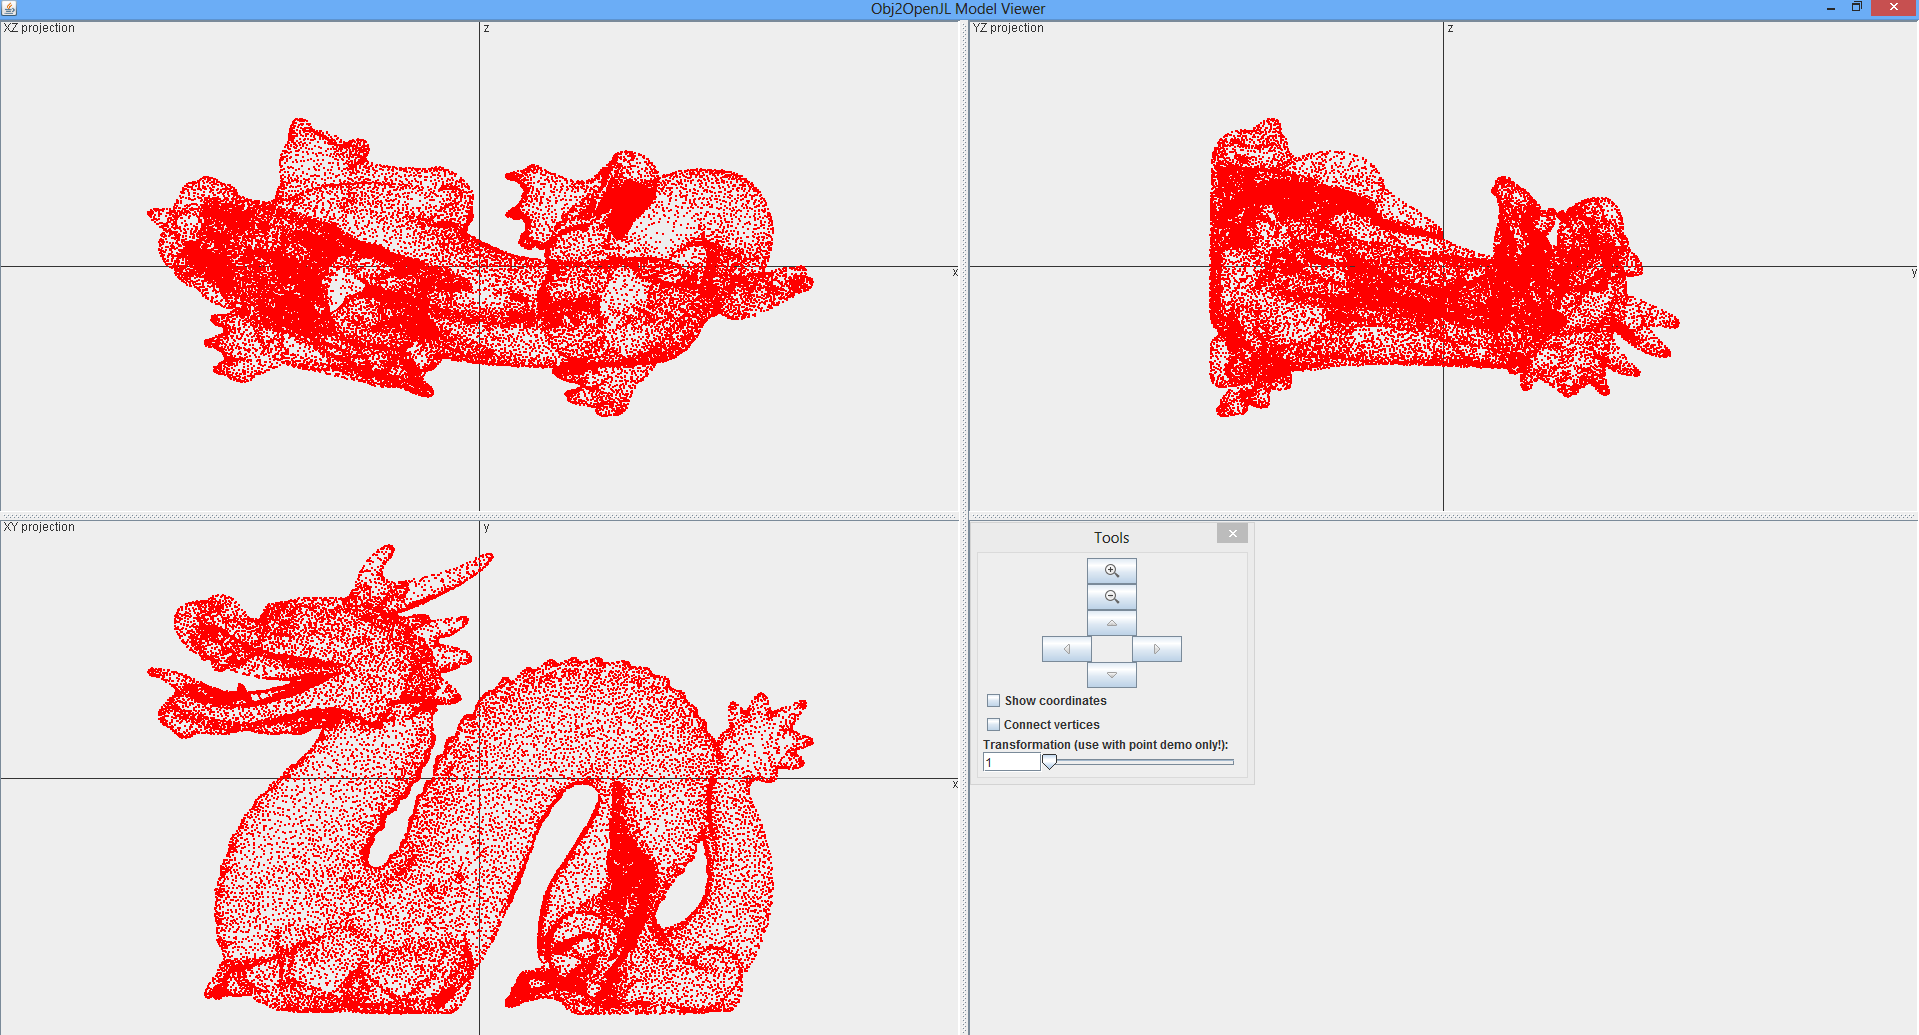 Obj2OpenJL Model Viewer
XZ projection
z
x
YZ projection
z
y
XY projection
y
x
Tools
Show coordinates
Connect vertices
Transformation (use with point demo only!):
1